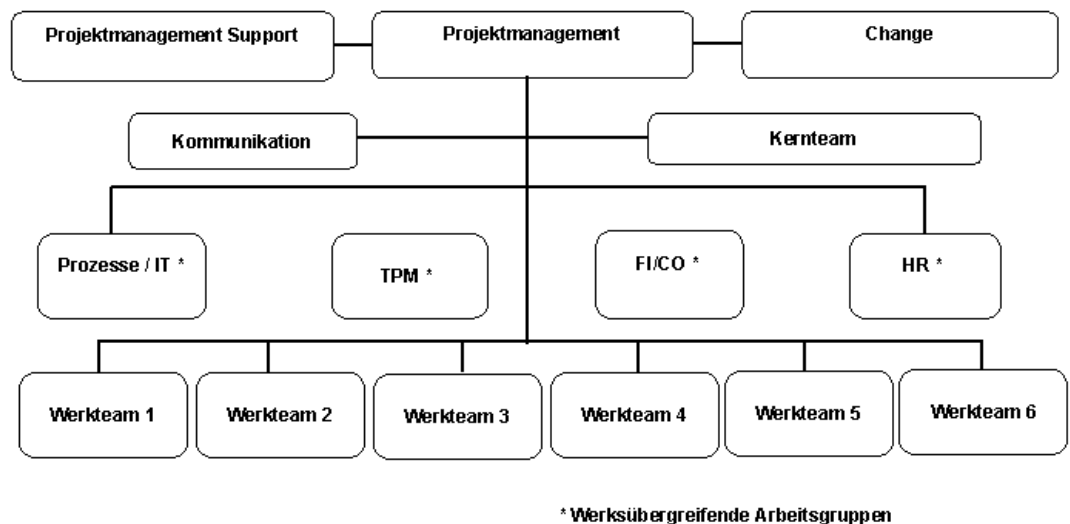 Projektmanagement Support
Projektmanagement
Change
Kommunikation
Kernteam
Prozesse / IT *
TPM *
FI/CO *
HR *
Werkteam 1
Werkteam 2
Werkteam 3
Werkteam 4
Werkteam 5
Werkteam 6
* Werksübergreifende Arbeitsgruppen